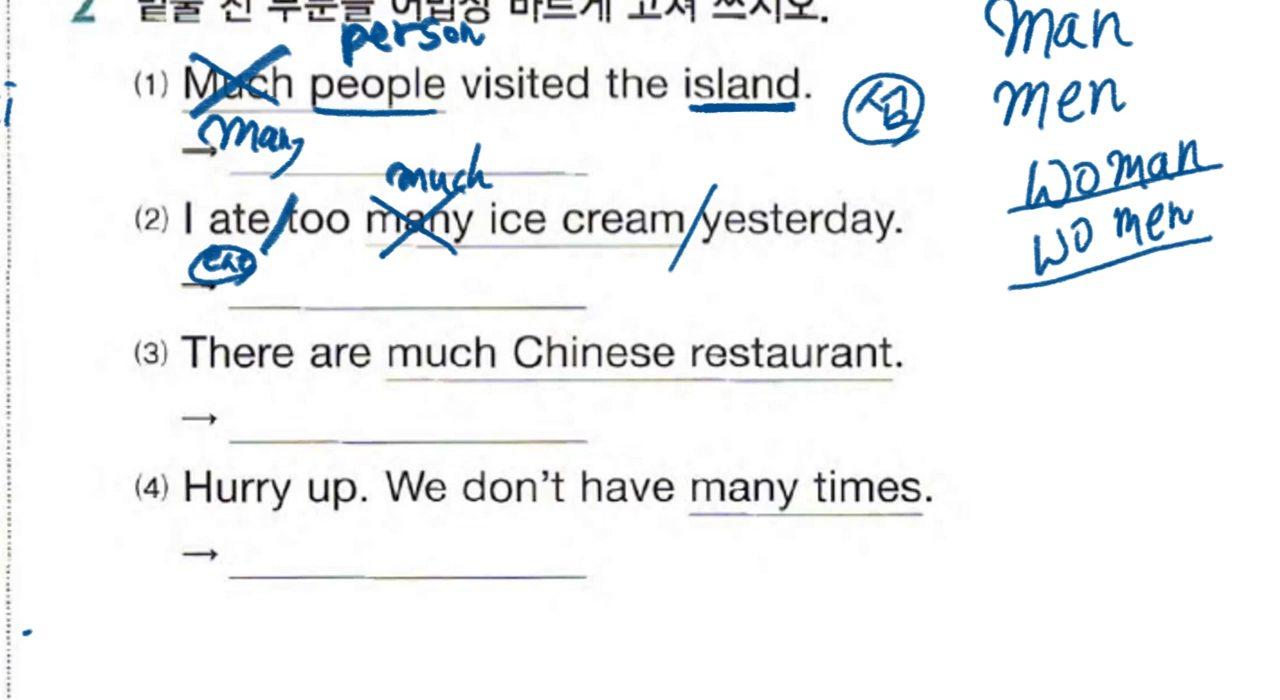 2 밑줄 친 부분을 어법상 바르게 고쳐 쓰시오.
person
(1) Much people visited the island.
섬
→ Many
much
(2) I ate too many ice cream yesterday.
→
(3) There are much Chinese restaurant.
→
(4) Hurry up. We don't have many times.
→
man
men
woman
women